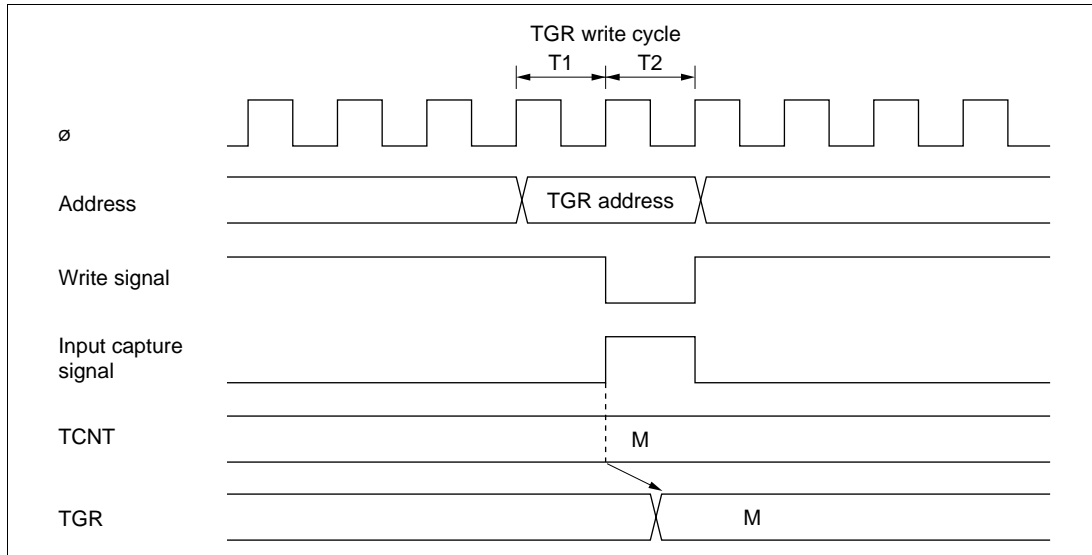 TGR write cycle
T1 T2
ø
Address TGR address
Write signal
Input capture
signal
TCNT M
TGR M